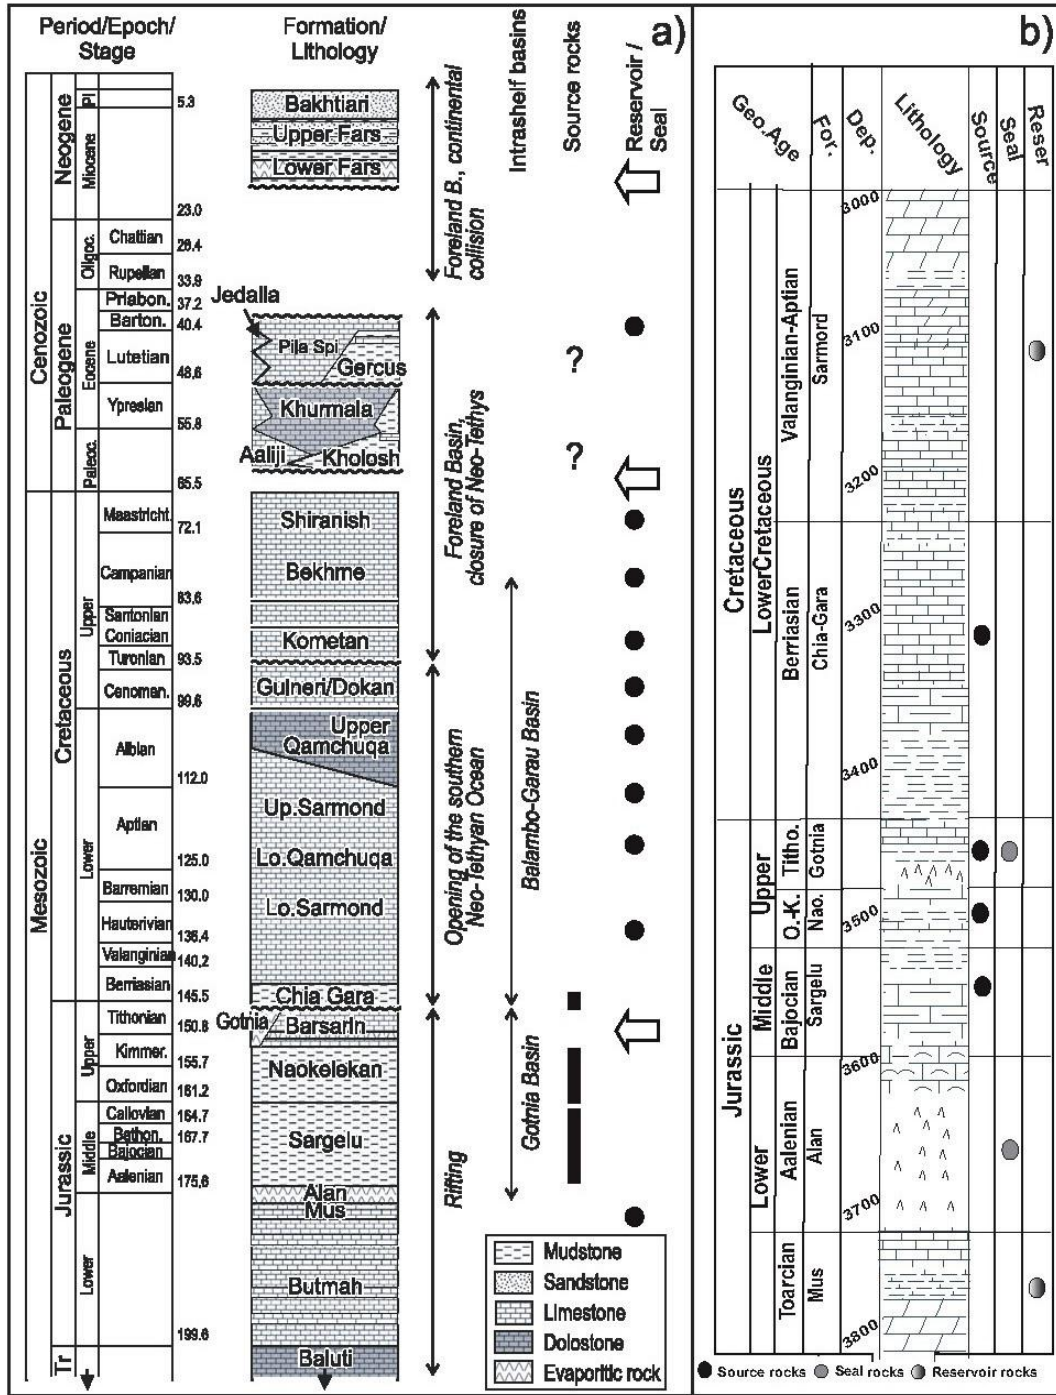 Period/Epoch/
Stage
Formation/
Lithology
Intrashelf basins
Source rocks
Reservoir /
Seal
a)
Cenozoic
Neogene
Pl
Miocene
5.3
23.0
Bakhtiari
Upper Fars
Lower Fars
Foreland B., continental
collision
Paleogene
Oligoc.
Chattian
28.4
Rupelian
33.9
Eocene
Priabon.
37.2
Barton.
40.4
Lutetian
48.6
Ypresian
55.8
Paleoc.
65.5
Jedalla
Pila Spi
Gercus
Khurmala
Aaliji
Kholosh
?
?
Foreland Basin,
closure of Neo-Tethys
Mesozoic
Cretaceous
Upper
Maastricht.
72.1
Campanian
83.6
Santonian
Coniacian
Turonian
93.5
Cenoman.
99.6
Shiranish
Bekhme
Kometan
Gulneri/Dokan
Lower
Albian
112.0
Aptian
125.0
Barremian
130.0
Hauterivian
136.4
Valanginian
140.2
Berriasian
145.5
Upper
Qamchuqa
Up.Sarmond
Lo.Qamchuqa
Lo.Sarmond
Chia Gara
Opening of the southern
Neo-Tethyan Ocean
Balambo-Garau Basin
Jurassic
Upper
Tithonian
150.8
Kimmer.
155.7
Oxfordian
161.2
Middle
Callovian
164.7
Bathon.
167.7
Bajocian
Aalenian
175,6
Lower
199.6
Tr
Gotnia
Barsarin
Naokelekan
Sargelu
Alan
Mus
Butmah
Baluti
Rifting
Gotnia Basin
Mudstone
Sandstone
Limestone
Dolostone
Evaporitic rock
b)
Geo.Age
For.
Dep.
Lithology
Source
Seal
Reser
Cretaceous
LowerCretaceous
Valanginian-Aptian
Sarmord
Berriasian
Chia-Gara
3000
3100
3200
3300
3400
3500
3600
3700
3800
Jurassic
Upper
Titho.
Gotnia
O.-K.
Nao.
Middle
Bajocian
Sargelu
Lower
Aalenian
Alan
Toarcian
Mus
Source rocks
Seal rocks
Reservoir rocks